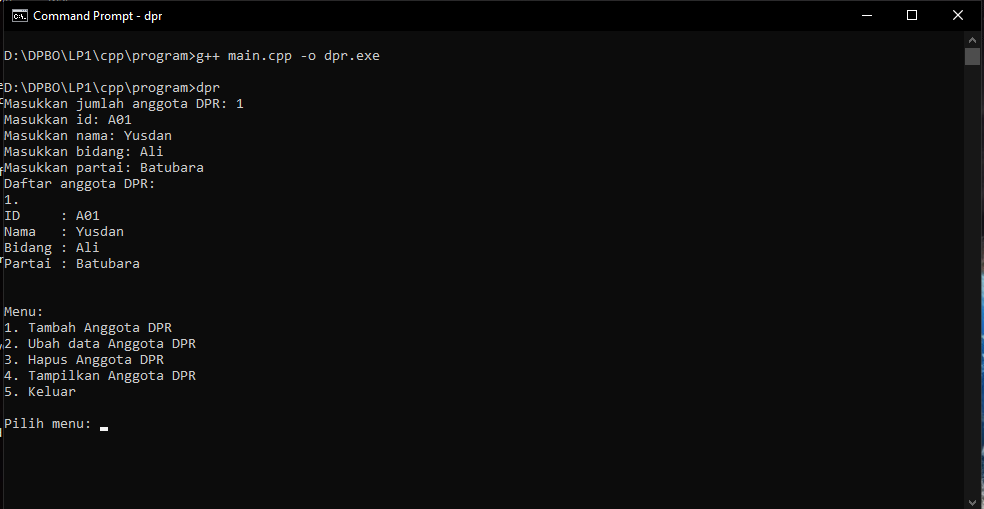 Command Prompt - dpr
D:\DPBO\LP1\cpp\program>g++ main.cpp -o dpr.exe
D:\DPBO\LP1\cpp\program>dpr
Masukkan jumlah anggota DPR: 1
Masukkan id: A01
Masukkan nama: Yusdan
Masukkan bidang: Ali
Masukkan partai: Batubara
Daftar anggota DPR:
1.
ID     : A01
Nama   : Yusdan
Bidang : Ali
Partai : Batubara
Menu:
1. Tambah Anggota DPR
2. Ubah data Anggota DPR
3. Hapus Anggota DPR
4. Tampilkan Anggota DPR
5. Keluar
Pilih menu: